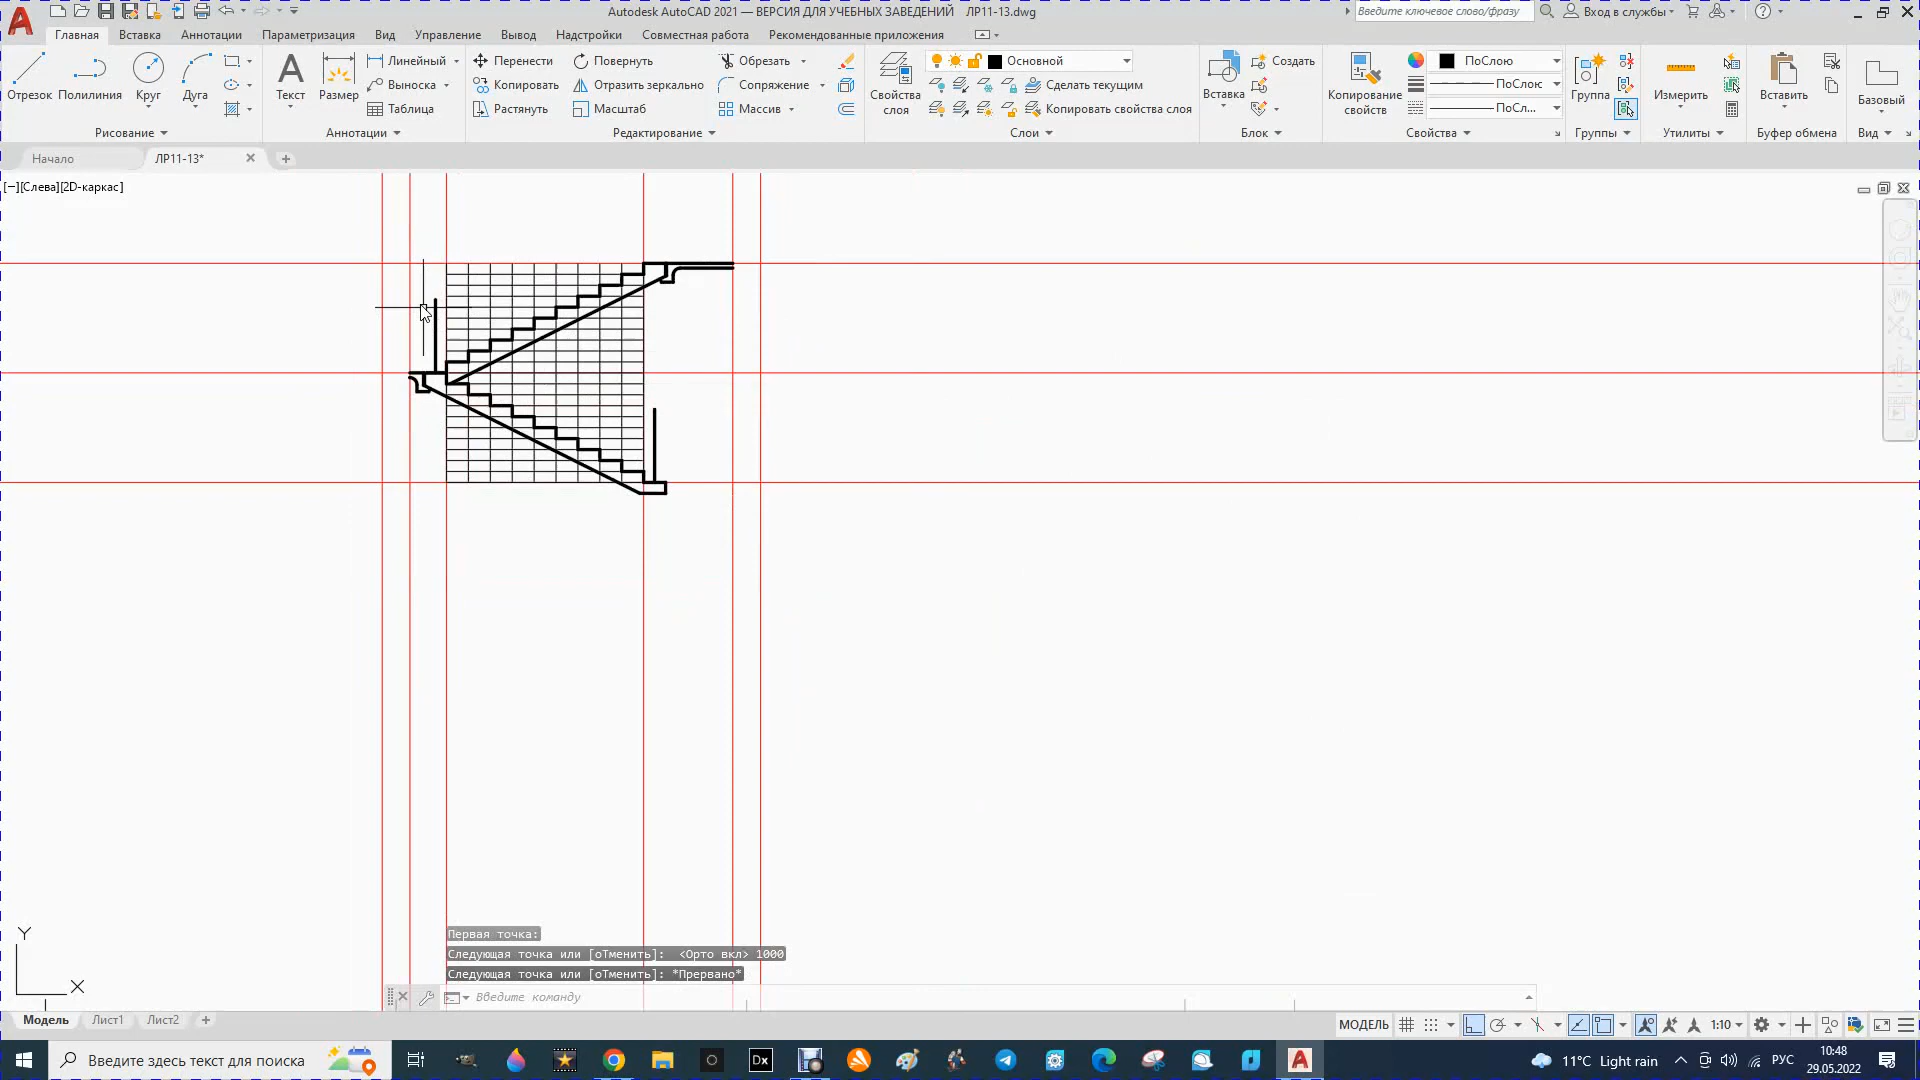 Autodesk AutoCAD 2021 — ВЕРСИЯ ДЛЯ УЧЕБНЫХ ЗАВЕДЕНИЙ ЛР11-13.dwg
Введите ключевое слово/фразу
Вход в службы
Главная Вставка Аннотации Параметризация Вид Управление Вывод Надстройки Совместная работа Рекомендованные приложения
Отрезок Полилиния Круг Дуга
Рисование
Текст Размер
Линейный
Выноска
Таблица
Аннотации
Перенести Повернуть Обрезать
Копировать Отразить зеркально Сопряжение
Растянуть Масштаб Массив
Редактирование
Свойства
слоя
Основной
Сделать текущим
Копировать свойства слоя
Слои
Вставка
Создать
Блок
Копирование
свойств
ПоСлою
ПоСлою
ПоСл...
Свойства
Группа
Группы
Измерить
Утилиты
Вставить
Буфер обмена
Базовый
Вид
Начало ЛР11-13*
[−][Слева][2D-каркас]
Y
X
Первая точка:
Следующая точка или [оТменить]: <Орто вкл> 1000
Следующая точка или [оТменить]: *Прервано*
Введите команду
Модель Лист1 Лист2
МОДЕЛЬ 1:10
Введите здесь текст для поиска
Dx
11°C Light rain РУС
10:48
29.05.2022